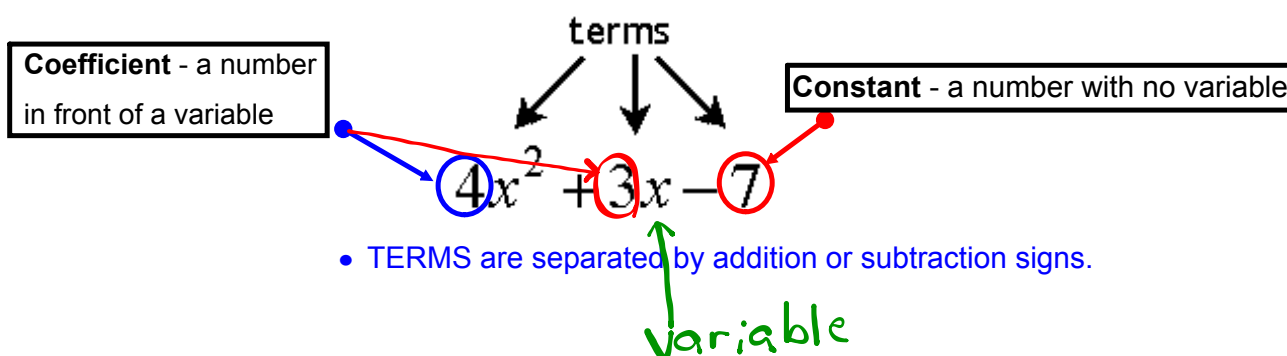 terms
Coefficient - a number
in front of a variable
Constant - a number with no variable
4x² + 3x − 7
• TERMS are separated by addition or subtraction signs.
variable